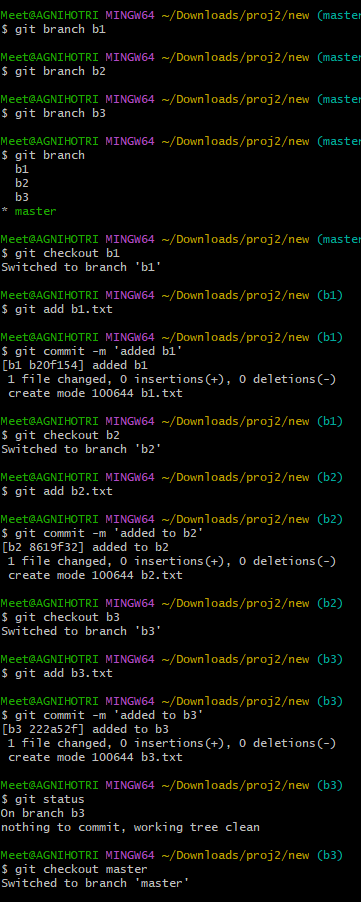 Meet@AGNIHOTRI MINGW64 ~/Downloads/proj2/new (master
$ git branch b1
Meet@AGNIHOTRI MINGW64 ~/Downloads/proj2/new (master
$ git branch b2
Meet@AGNIHOTRI MINGW64 ~/Downloads/proj2/new (master
$ git branch b3
Meet@AGNIHOTRI MINGW64 ~/Downloads/proj2/new (master
$ git branch
b1
b2
b3
* master
Meet@AGNIHOTRI MINGW64 ~/Downloads/proj2/new (master
$ git checkout b1
Switched to branch 'b1'
Meet@AGNIHOTRI MINGW64 ~/Downloads/proj2/new (b1)
$ git add b1.txt
Meet@AGNIHOTRI MINGW64 ~/Downloads/proj2/new (b1)
$ git commit -m 'added b1'
[b1 b20f154] added b1
1 file changed, 0 insertions(+), 0 deletions(-)
create mode 100644 b1.txt
Meet@AGNIHOTRI MINGW64 ~/Downloads/proj2/new (b1)
$ git checkout b2
Switched to branch 'b2'
Meet@AGNIHOTRI MINGW64 ~/Downloads/proj2/new (b2)
$ git add b2.txt
Meet@AGNIHOTRI MINGW64 ~/Downloads/proj2/new (b2)
$ git commit -m 'added to b2'
[b2 8619f32] added to b2
1 file changed, 0 insertions(+), 0 deletions(-)
create mode 100644 b2.txt
Meet@AGNIHOTRI MINGW64 ~/Downloads/proj2/new (b2)
$ git checkout b3
Switched to branch 'b3'
Meet@AGNIHOTRI MINGW64 ~/Downloads/proj2/new (b3)
$ git add b3.txt
Meet@AGNIHOTRI MINGW64 ~/Downloads/proj2/new (b3)
$ git commit -m 'added to b3'
[b3 222a52f] added to b3
1 file changed, 0 insertions(+), 0 deletions(-)
create mode 100644 b3.txt
Meet@AGNIHOTRI MINGW64 ~/Downloads/proj2/new (b3)
$ git status
On branch b3
nothing to commit, working tree clean
Meet@AGNIHOTRI MINGW64 ~/Downloads/proj2/new (b3)
$ git checkout master
Switched to branch 'master'